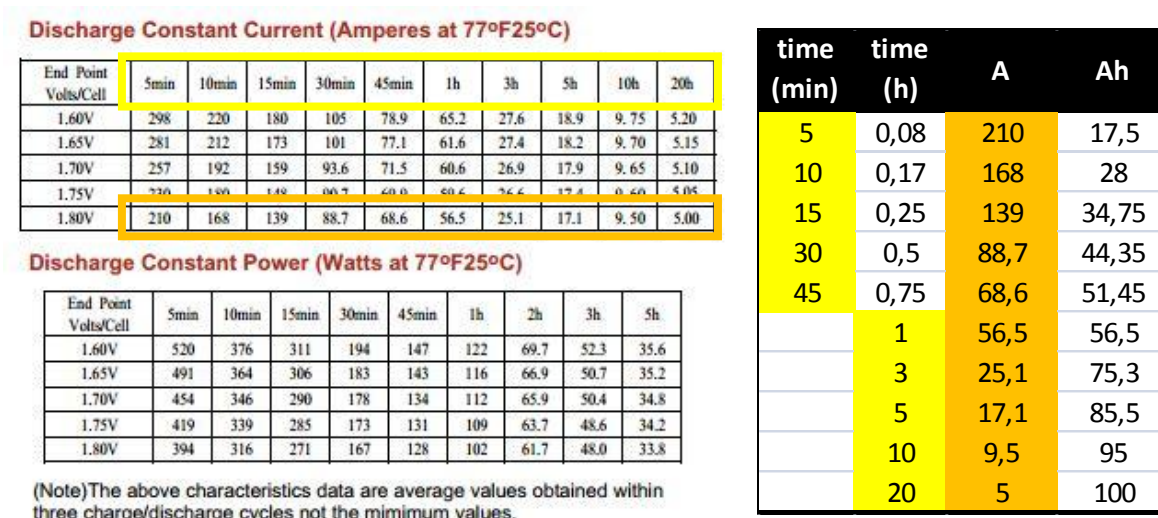 Discharge Constant Current (Amperes at 77ºF25ºC)
End Point Volts/Cell 5min 10min 15min 30min 45min 1h 3h 5h 10h 20h
1.60V 298 220 180 105 78.9 65.2 27.6 18.9 9. 75 5.20
1.65V 281 212 173 101 77.1 61.6 27.4 18.2 9. 70 5.15
1.70V 257 192 159 93.6 71.5 60.6 26.9 17.9 9. 65 5.10
1.75V 5.05
1.80V 210 168 139 88.7 68.6 56.5 25.1 17.1 9. 50 5.00
Discharge Constant Power (Watts at 77ºF25ºC)
End Point Volts/Cell 5min 10min 15min 30min 45min 1h 2h 3h 5h
1.60V 520 376 311 194 147 122 69.7 52.3 35.6
1.65V 491 364 306 183 143 116 66.9 50.7 35.2
1.70V 454 346 290 178 134 112 65.9 50.4 34.8
1.75V 419 339 285 173 131 109 63.7 48.6 34.2
1.80V 394 316 271 167 128 102 61.7 48.0 33.8
(Note)The above characteristics data are average values obtained within
three charge/discharge cycles not the mimimum values.
time (min) time (h) A Ah
5 0,08 210 17,5
10 0,17 168 28
15 0,25 139 34,75
30 0,5 88,7 44,35
45 0,75 68,6 51,45
1 56,5 56,5
3 25,1 75,3
5 17,1 85,5
10 9,5 95
20 5 100